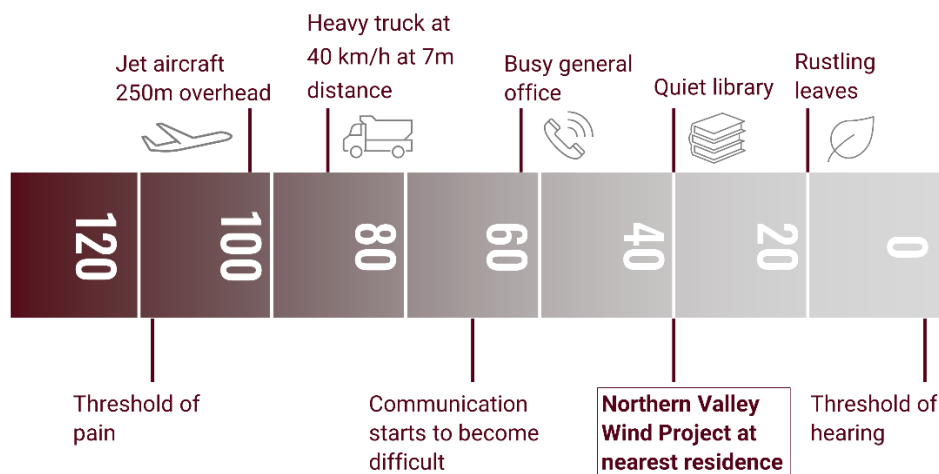 Jet aircraft
250m overhead
Heavy truck at
40 km/h at 7m
distance
Busy general
office
Quiet library
Rustling
leaves
120
100
80
60
40
20
0
Threshold of
pain
Communication
starts to become
difficult
Northern Valley
Wind Project at
nearest residence
Threshold of
hearing